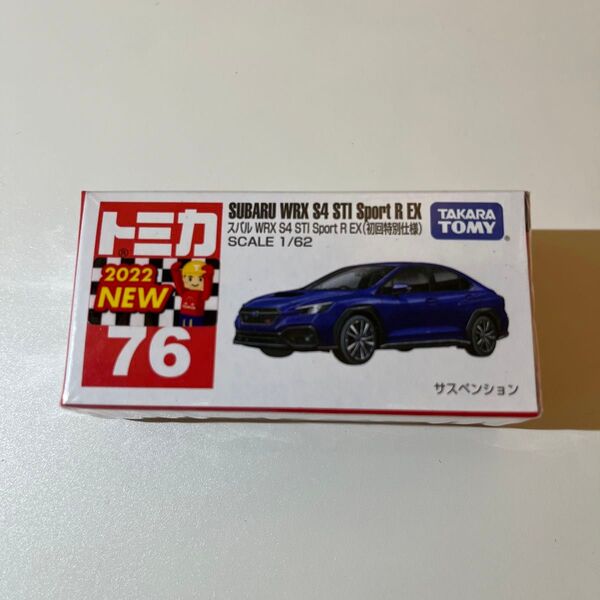 トミカ
®
2022
NEW
76
SUBARU WRX S4 STI Sport R EX
スバル WRX S4 STI Sport R EX(初回特別仕様)
SCALE 1/62
TAKARA
TOMY
®
サスペンション